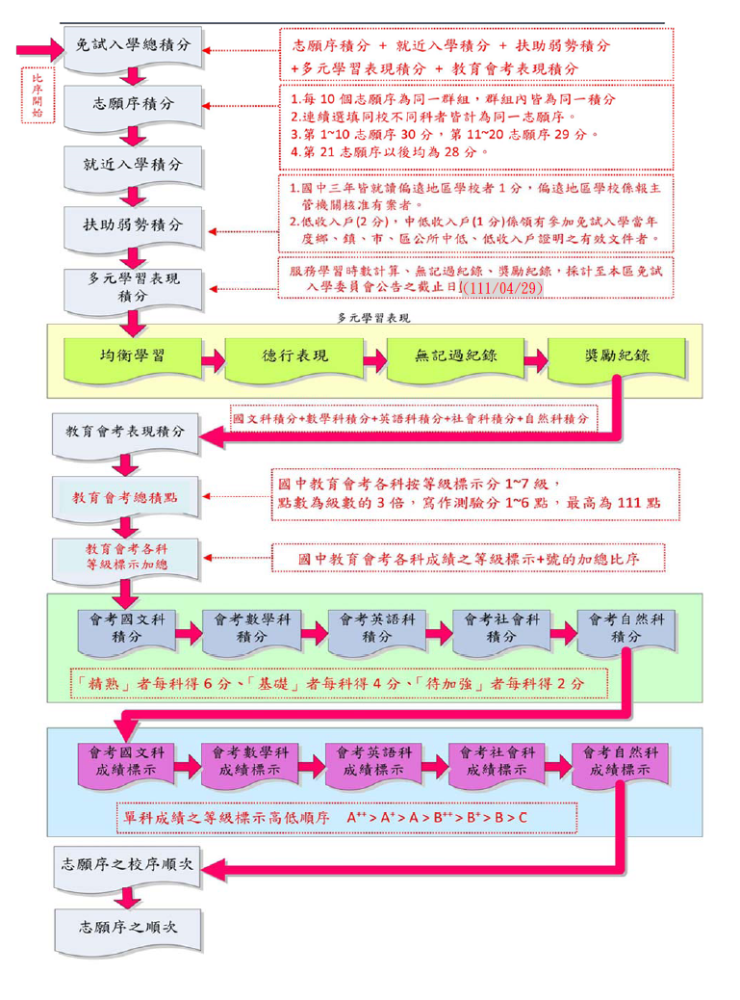 免試入學總積分
志願序積分 + 就近入學積分 + 扶助弱勢積分
+多元學習表現積分 + 教育會考表現積分
比序開始
志願序積分
1.每 10 個志願序為同一群組，群組內皆為同一積分
2.連續選填同校不同科者皆計為同一志願序。
3.第 1~10 志願序 30 分，第 11~20 志願序 29 分。
4.第 21 志願序以後均為 28 分。
就近入學積分
扶助弱勢積分
1.國中三年皆就讀偏遠地區學校者 1 分，偏遠地區學校係報主
管機關核准有案者。
2.低收入戶(2 分)，中低收入戶(1 分)係領有參加免試入學當年
度鄉、鎮、市、區公所中低、低收入戶證明之有效文件者。
多元學習表現
積分
服務學習時數計算、無記過紀錄、獎勵紀錄，採計至本區免試
入學委員會公告之截止日(111/04/29)
多元學習表現
均衡學習
德行表現
無記過紀錄
獎勵紀錄
教育會考表現積分
國文科積分+數學科積分+英語科積分+社會科積分+自然科積分
教育會考總積點
國中教育會考各科按等級標示分 1~7 級，
點數為級數的 3 倍，寫作測驗分 1~6 點，最高為 111 點
教育會考各科
等級標示加總
國中教育會考各科成績之等級標示+號的加總比序
會考國文科
積分
會考數學科
積分
會考英語科
積分
會考社會科
積分
會考自然科
積分
「精熟」者每科得 6 分、「基礎」者每科得 4 分、「待加強」者每科得 2 分
會考國文科
成績標示
會考數學科
成績標示
會考英語科
成績標示
會考社會科
成績標示
會考自然科
成績標示
單科成績之等級標示高低順序 A⁺⁺ > A⁺ > A > B⁺⁺ > B⁺ > B > C
志願序之校序順次
志願序之順次